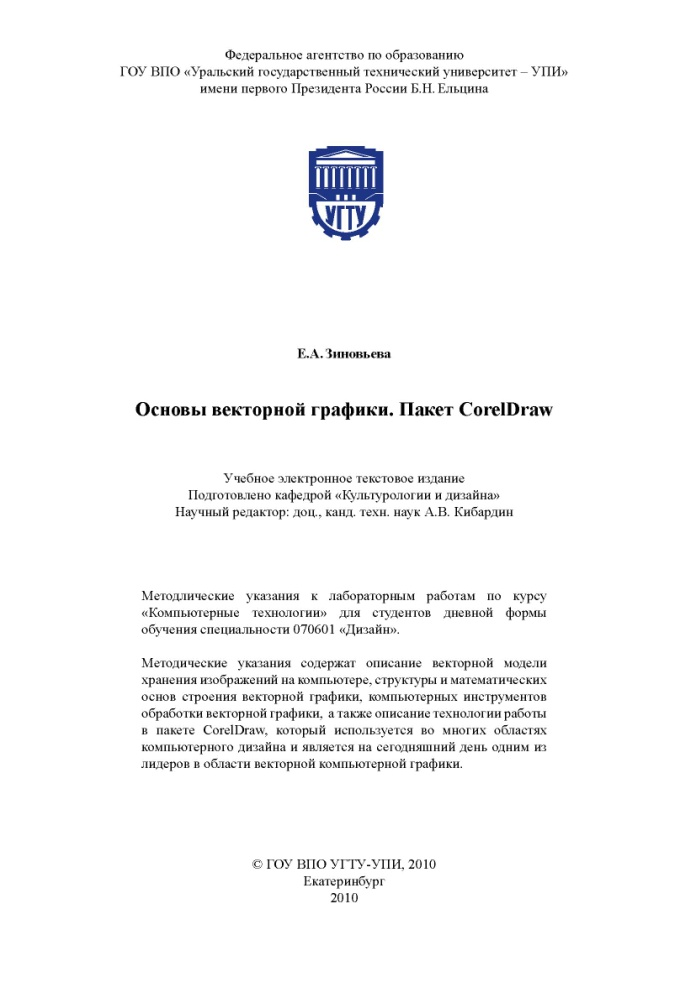 Федеральное агентство по образованию
ГОУ ВПО «Уральский государственный технический университет – УПИ»
имени первого Президента России Б.Н. Ельцина
УГТУ
Е.А. Зиновьева
Основы векторной графики. Пакет CorelDraw
Учебное электронное текстовое издание
Подготовлено кафедрой «Культурологии и дизайна»
Научный редактор: доц., канд. техн. наук А.В. Кибардин
Методлические указания к лабораторным работам по курсу
«Компьютерные технологии» для студентов дневной формы
обучения специальности 070601 «Дизайн».
Методические указания содержат описание векторной модели
хранения изображений на компьютере, структуры и математических
основ строения векторной графики, компьютерных инструментов
обработки векторной графики, а также описание технологии работы
в пакете CorelDraw, который используется во многих областях
компьютерного дизайна и является на сегодняшний день одним из
лидеров в области векторной компьютерной графики.
© ГОУ ВПО УГТУ-УПИ, 2010
Екатеринбург
2010